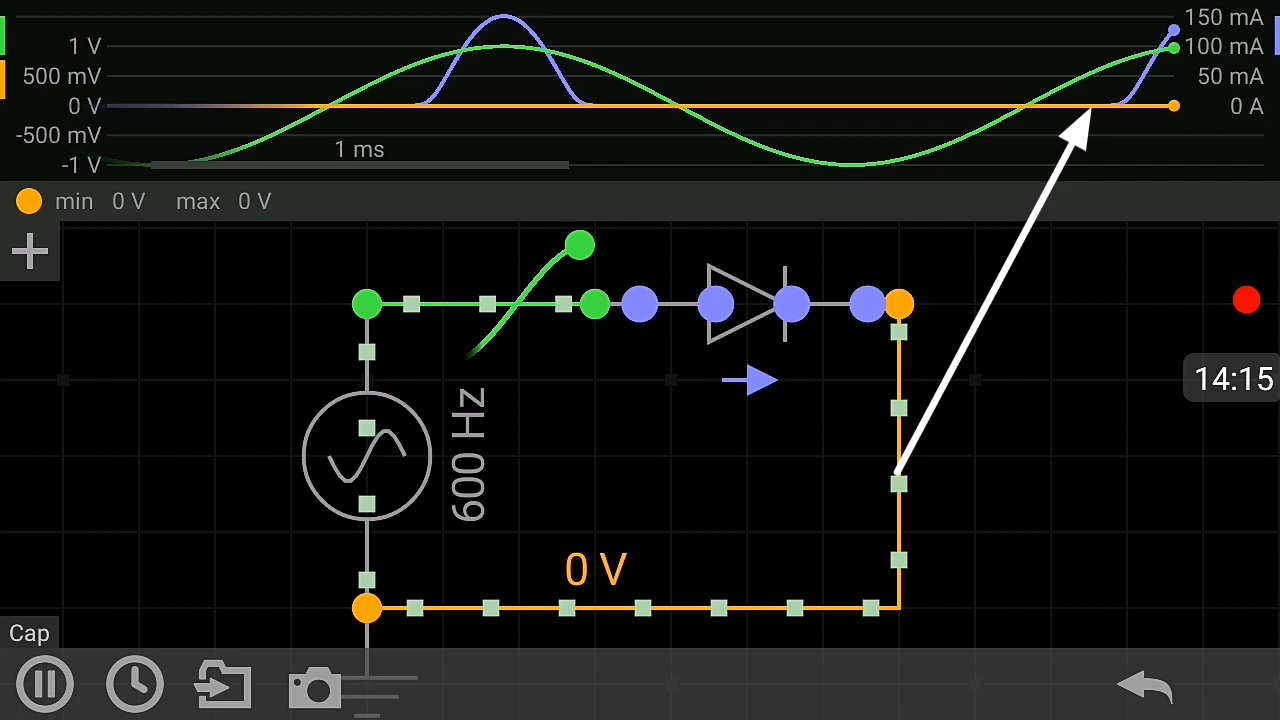 150 mA
1 V
100 mA
500 mV
50 mA
0 V
0 A
-500 mV
1 ms
-1 V
min 0 V max 0 V
14:15
600 Hz
0 V
Cap